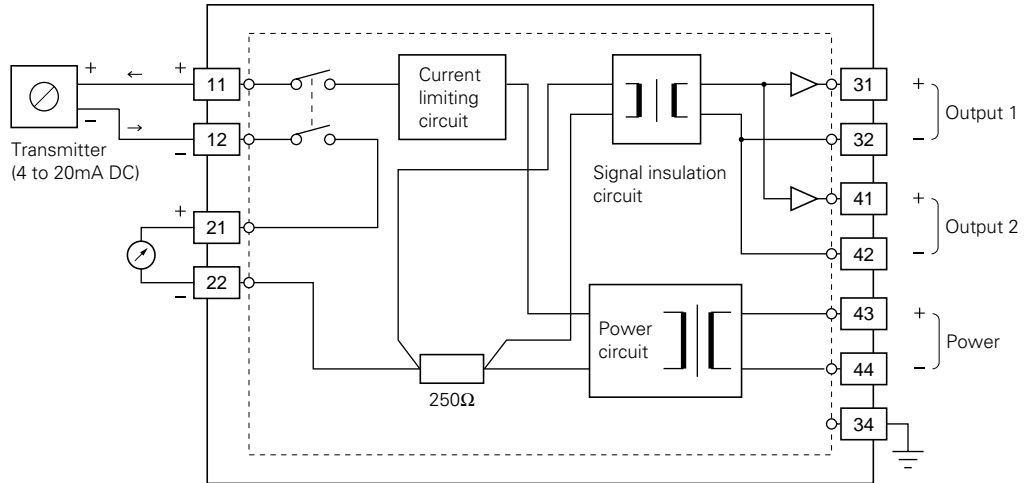 +
←
+
11
Current
limiting
circuit
31
+
Output 1
−
→
−
12
32
−
Transmitter
(4 to 20mA DC)
Signal insulation
circuit
41
+
Output 2
+
21
42
−
−
22
43
+
Power
circuit
Power
44
−
250Ω
34